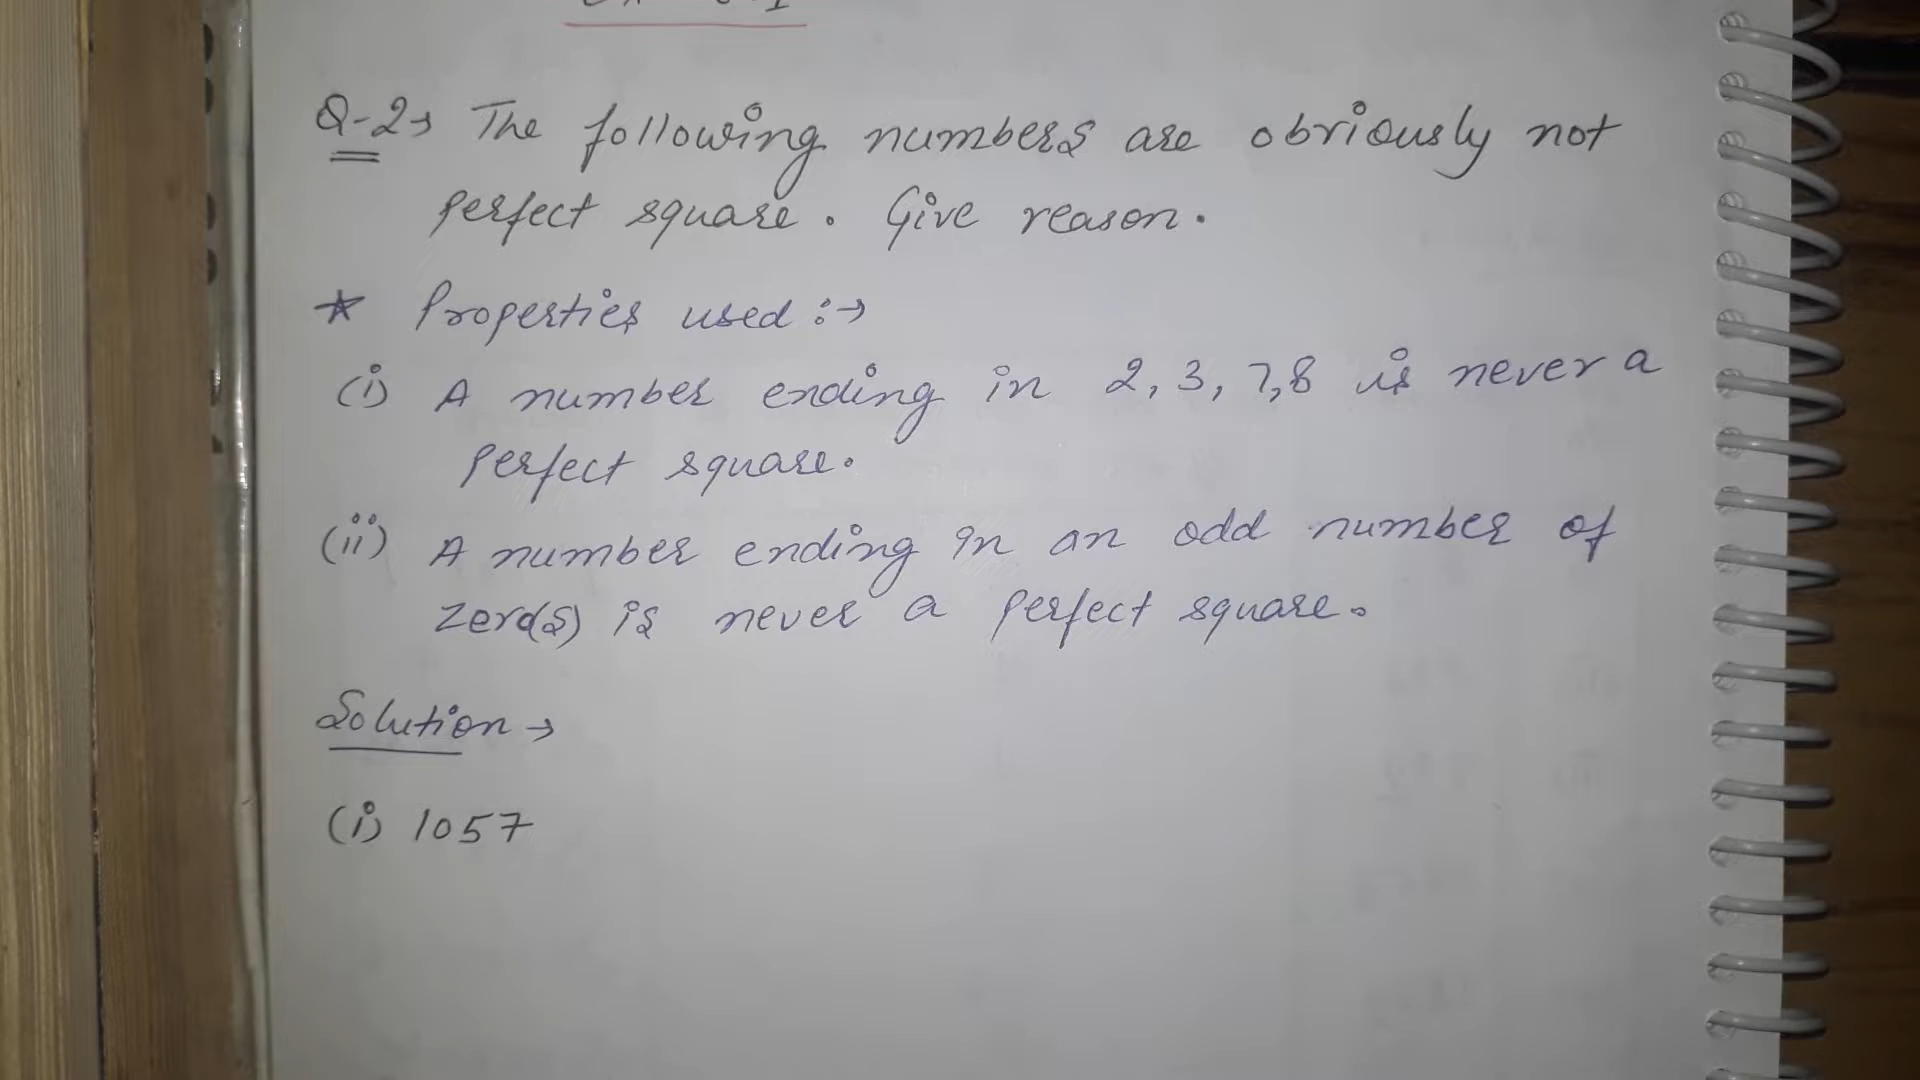 Q-2→ The following numbers are obviously not
perfect square. Give reason.
* Properties used :→
(i) A number ending in 2, 3, 7, 8 is never a
perfect square.
(ii) A number ending in an odd number of
zero(s) is never a perfect square.
Solution →
(i) 1057